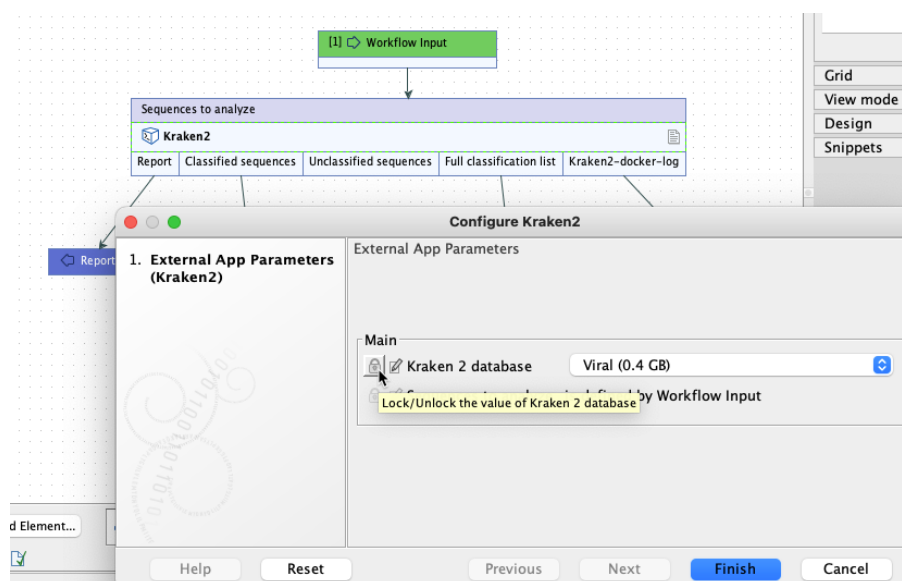 [1] Workflow Input
Sequences to analyze
Kraken2
Report Classified sequences Unclassified sequences Full classification list Kraken2-docker-log
Report
Grid
View mode
Design
Snippets
Configure Kraken2
1. External App Parameters
(Kraken2)
External App Parameters
Main
Kraken 2 database Viral (0.4 GB)
by Workflow Input
Lock/Unlock the value of Kraken 2 database
Element...
Help Reset Previous Next Finish Cancel